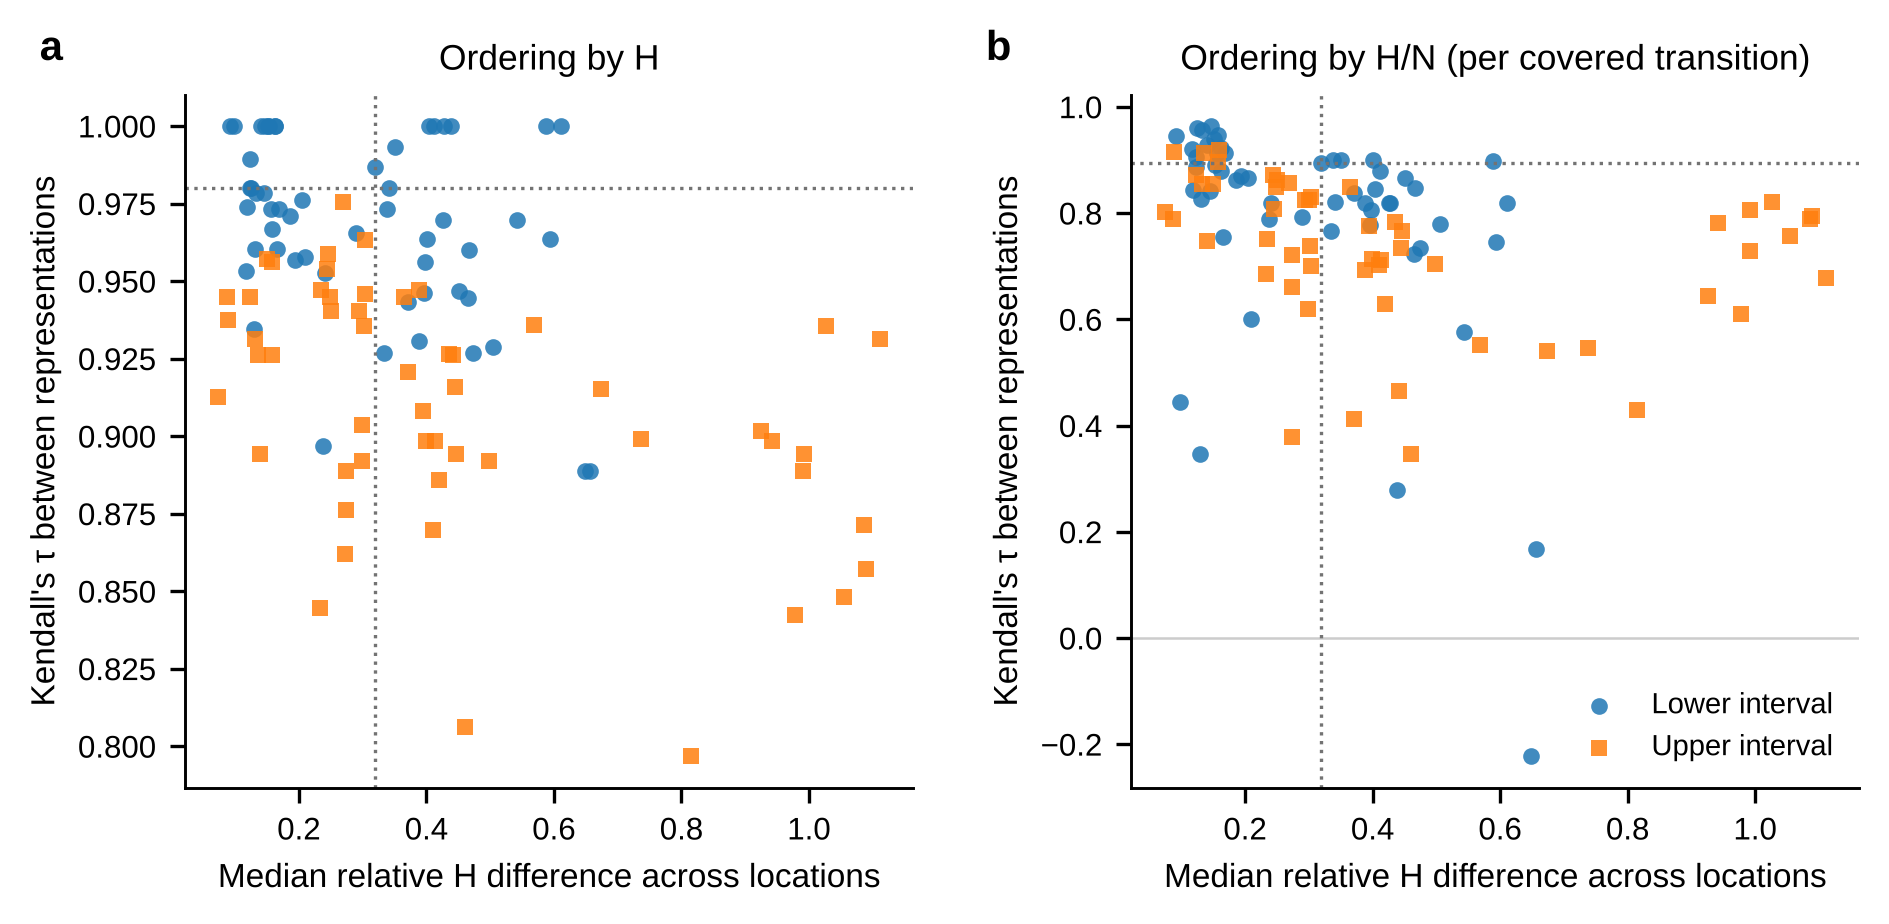 a
Ordering by H
1.000
0.975
0.950
0.925
0.900
0.875
0.850
0.825
0.800
Kendall's τ between representations
0.2 0.4 0.6 0.8 1.0
Median relative H difference across locations
b
Ordering by H/N (per covered transition)
1.0
0.8
0.6
0.4
0.2
0.0
−0.2
Kendall's τ between representations
Lower interval
Upper interval
0.2 0.4 0.6 0.8 1.0
Median relative H difference across locations